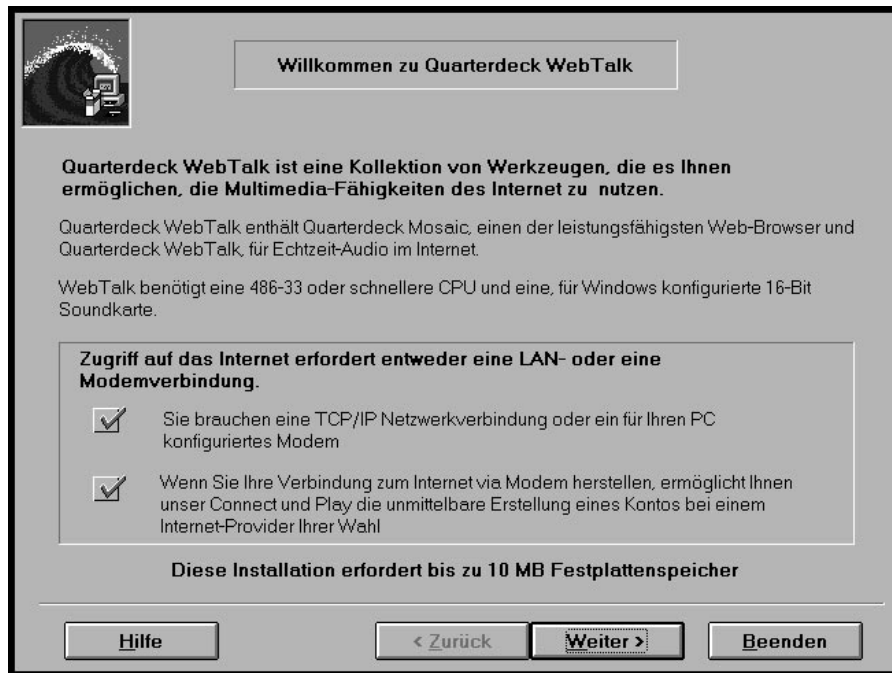 Willkommen zu Quarterdeck WebTalk
Quarterdeck WebTalk ist eine Kollektion von Werkzeugen, die es Ihnen
ermöglichen, die Multimedia-Fähigkeiten des Internet zu nutzen.
Quarterdeck WebTalk enthält Quarterdeck Mosaic, einen der leistungsfähigsten Web-Browser und
Quarterdeck WebTalk, für Echtzeit-Audio im Internet.
WebTalk benötigt eine 486-33 oder schnellere CPU und eine, für Windows konfigurierte 16-Bit
Soundkarte.
Zugriff auf das Internet erfordert entweder eine LAN- oder eine
Modemverbindung.
Sie brauchen eine TCP/IP Netzwerkverbindung oder ein für Ihren PC
konfiguriertes Modem
Wenn Sie Ihre Verbindung zum Internet via Modem herstellen, ermöglicht Ihnen
unser Connect und Play die unmittelbare Erstellung eines Kontos bei einem
Internet-Provider Ihrer Wahl
Diese Installation erfordert bis zu 10 MB Festplattenspeicher
Hilfe
< Zurück
Weiter >
Beenden